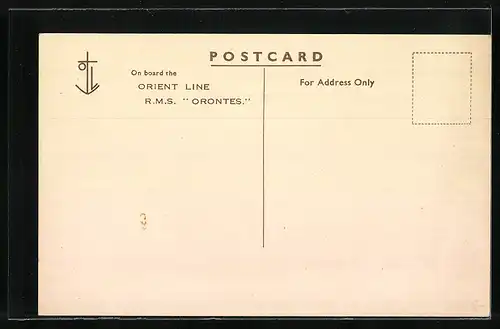 POSTCARD
On board the
ORIENT LINE
R.M.S. "ORONTES."
For Address Only